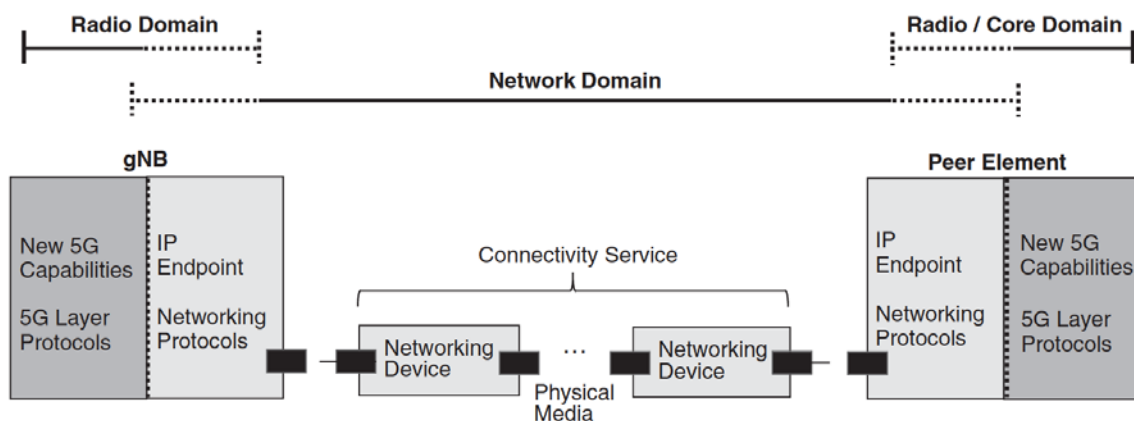 Radio Domain
Radio / Core Domain
Network Domain
gNB
Peer Element
New 5G
Capabilities
5G Layer
Protocols
IP
Endpoint
Networking
Protocols
Connectivity Service
Networking
Device
...
Physical
Media
Networking
Device
IP
Endpoint
Networking
Protocols
New 5G
Capabilities
5G Layer
Protocols